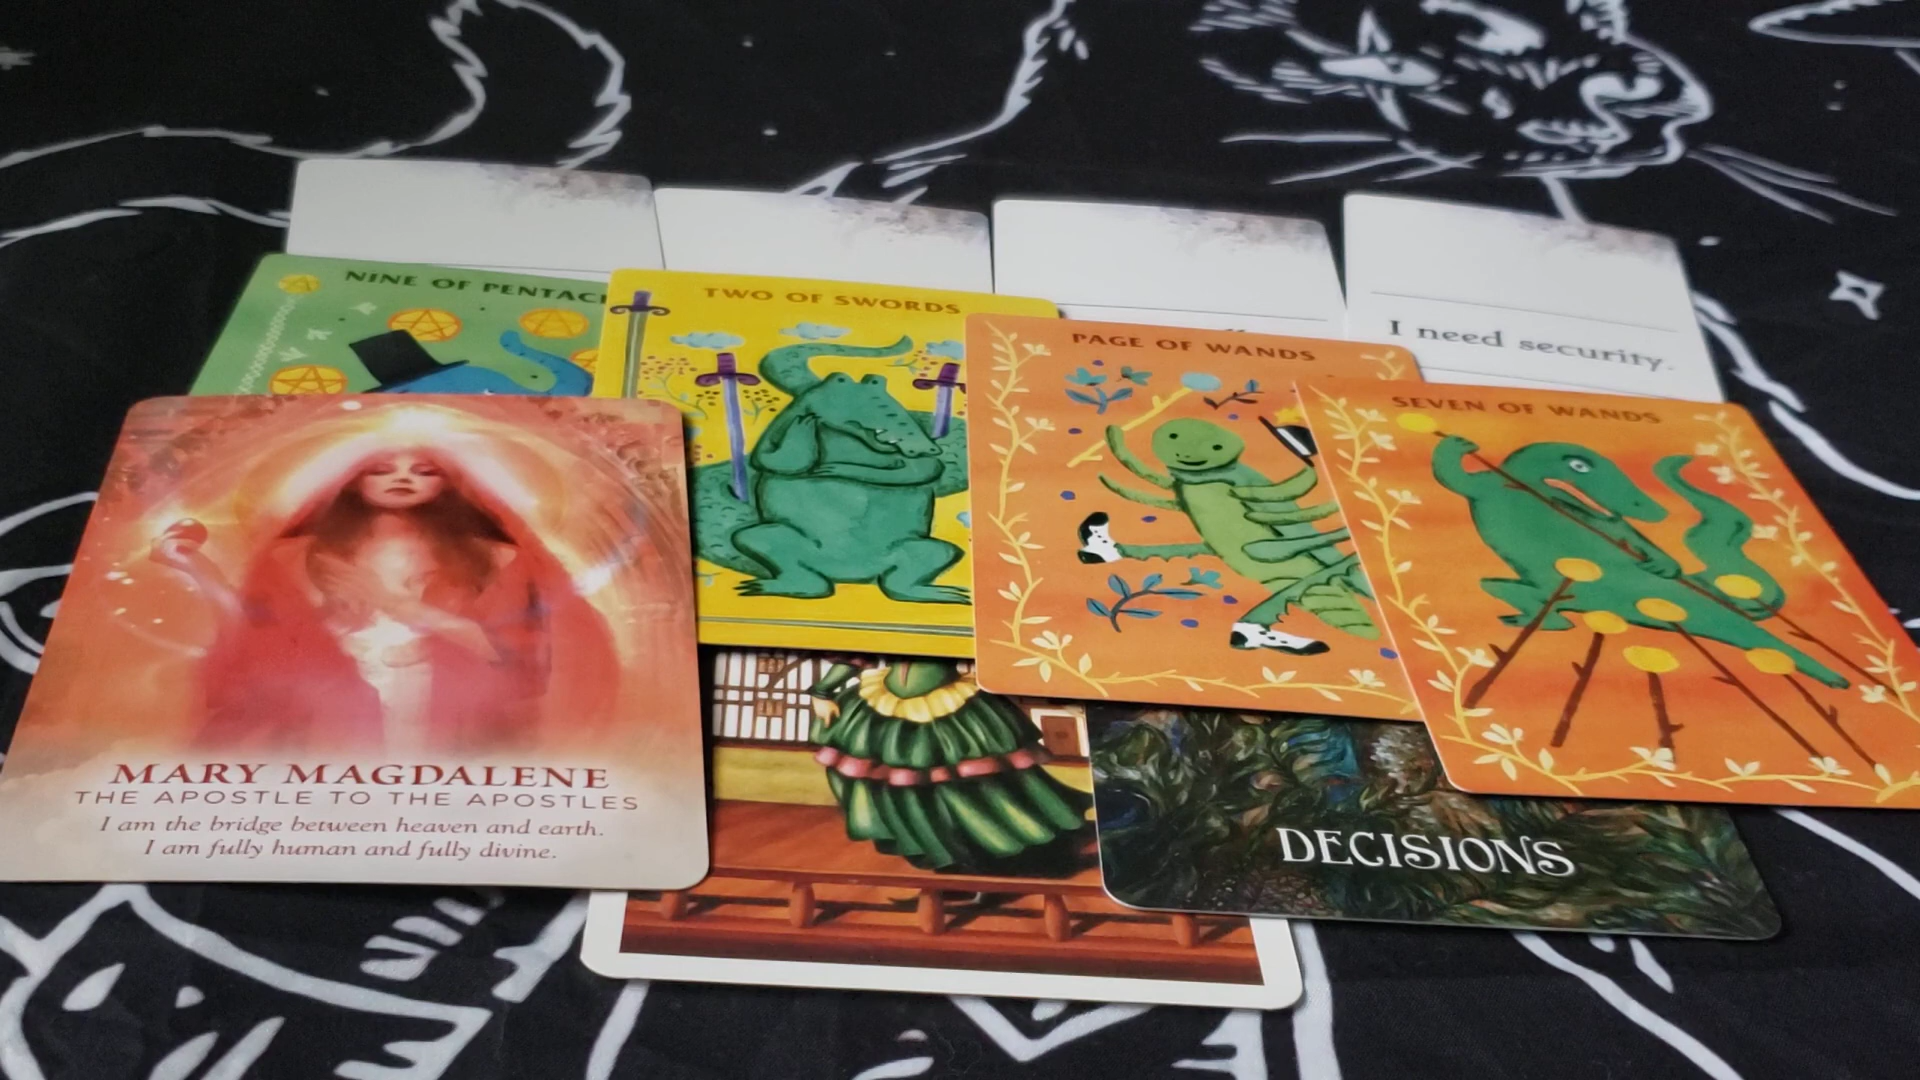 NINE OF PENTAC
TWO OF SWORDS
PAGE OF WANDS
I need security.
SEVEN OF WANDS
MARY MAGDALENE
THE APOSTLE TO THE APOSTLES
I am the bridge between heaven and earth.
I am fully human and fully divine.
DECISIONS